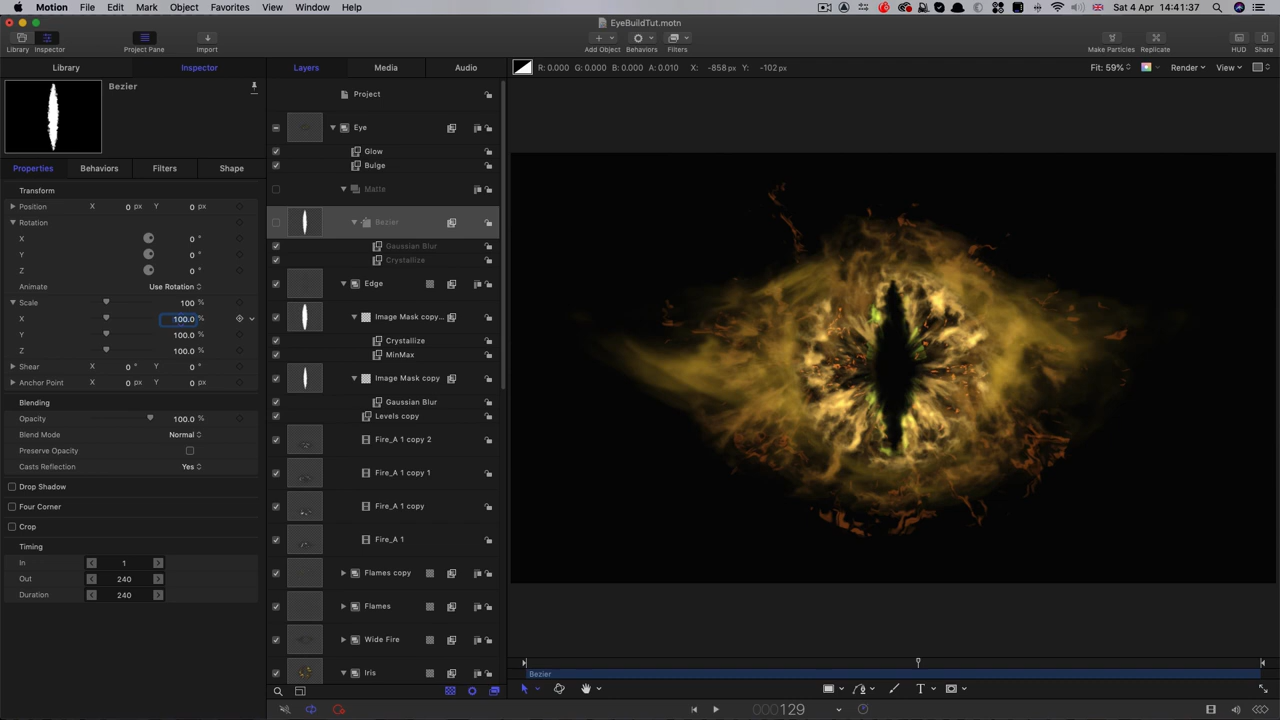 Motion File Edit Mark Object Favorites View Window Help Sat 4 Apr 14:41:37
EyeBuildTut.motn
Library Inspector Project Pane Import Add Object Behaviors Filters Make Particles Replicate HUD Share
Library Inspector Layers Media Audio R: 0.000 G: 0.000 B: 0.000 A: 0.010 X: -858 px Y: -102 px Fit: 59% Render View
Bezier
Properties Behaviors Filters Shape
Transform
Position X 0 px Y 0 px
Rotation
X 0 °
Y 0 °
Z 0 °
Animate Use Rotation
Scale 100 %
X 100.0 %
Y 100.0 %
Z 100.0 %
Shear X 0 ° Y 0 °
Anchor Point X 0 px Y 0 px
Blending
Opacity 100.0 %
Blend Mode Normal
Preserve Opacity
Casts Reflection Yes
Drop Shadow
Four Corner
Crop
Timing
In 1
Out 240
Duration 240
Project
Eye
Glow
Bulge
Matte
Bezier
Gaussian Blur
Crystallize
Edge
Image Mask copy...
Crystallize
MinMax
Image Mask copy
Gaussian Blur
Levels copy
Fire_A 1 copy 2
Fire_A 1 copy 1
Fire_A 1 copy
Fire_A 1
Flames copy
Flames
Wide Fire
Iris
Bezier
T
000129